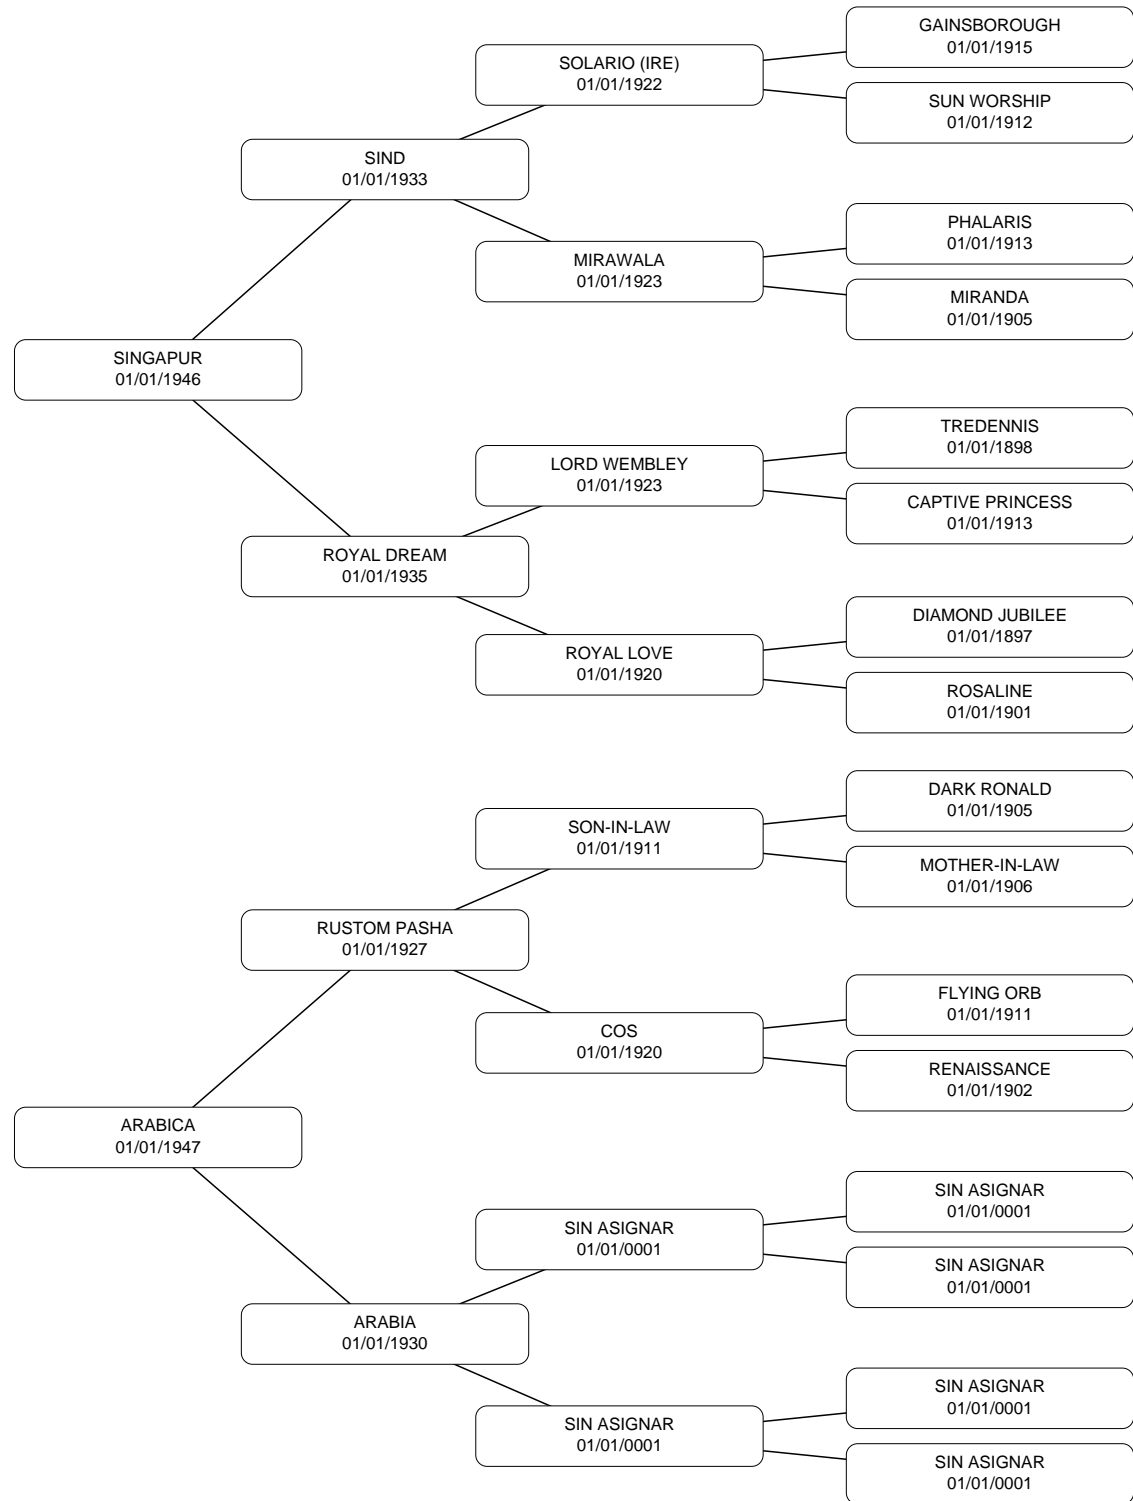 GAINSBOROUGH
01/01/1915
SOLARIO (IRE)
01/01/1922
SUN WORSHIP
01/01/1912
SIND
01/01/1933
PHALARIS
01/01/1913
MIRAWALA
01/01/1923
MIRANDA
01/01/1905
SINGAPUR
01/01/1946
TREDENNIS
01/01/1898
LORD WEMBLEY
01/01/1923
CAPTIVE PRINCESS
01/01/1913
ROYAL DREAM
01/01/1935
DIAMOND JUBILEE
01/01/1897
ROYAL LOVE
01/01/1920
ROSALINE
01/01/1901
DARK RONALD
01/01/1905
SON-IN-LAW
01/01/1911
MOTHER-IN-LAW
01/01/1906
RUSTOM PASHA
01/01/1927
FLYING ORB
01/01/1911
COS
01/01/1920
RENAISSANCE
01/01/1902
ARABICA
01/01/1947
SIN ASIGNAR
01/01/0001
SIN ASIGNAR
01/01/0001
SIN ASIGNAR
01/01/0001
ARABIA
01/01/1930
SIN ASIGNAR
01/01/0001
SIN ASIGNAR
01/01/0001
SIN ASIGNAR
01/01/0001